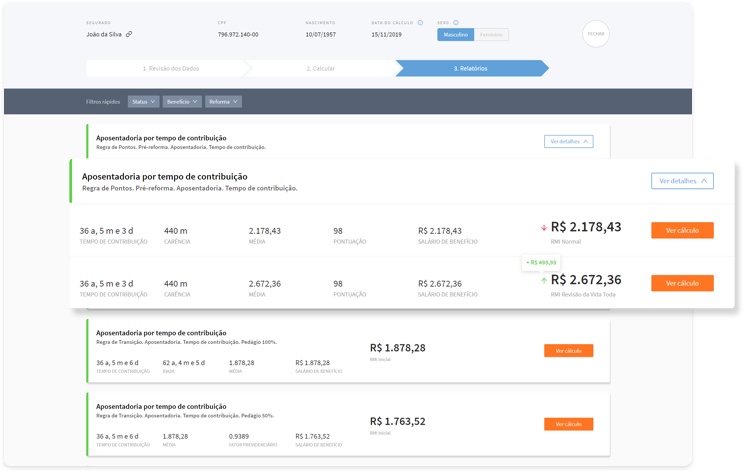 SEGURADO CPF NASCIMENTO DATA DO CÁLCULO SEXO
João da Silva 796.972.140-00 10/07/1957 15/11/2019 Masculino Feminino
FECHAR
1. Revisão dos Dados 2. Calcular 3. Relatórios
Filtros rápidos Status Benefício Reforma
Aposentadoria por tempo de contribuição
Regra de Pontos. Pré-reforma. Aposentadoria. Tempo de contribuição.
Ver detalhes
Aposentadoria por tempo de contribuição
Regra de Pontos. Pré-reforma. Aposentadoria. Tempo de contribuição.
Ver detalhes
36 a, 5 m e 3 d 440 m 2.178,43 98 R$ 2.178,43 R$ 2.178,43 Ver cálculo
TEMPO DE CONTRIBUIÇÃO CARÊNCIA MÉDIA PONTUAÇÃO SALÁRIO DE BENEFÍCIO RMI Normal
+ R$ 493,93
36 a, 5 m e 3 d 440 m 2.672,36 98 R$ 2.672,36 R$ 2.672,36 Ver cálculo
TEMPO DE CONTRIBUIÇÃO CARÊNCIA MÉDIA PONTUAÇÃO SALÁRIO DE BENEFÍCIO RMI Revisão da Vida Toda
Aposentadoria por tempo de contribuição
Regra de Transição. Aposentadoria. Tempo de contribuição. Pedágio 100%.
36 a, 5 m e 6 d 62 a, 4 m e 5 d 1.878,28 R$ 1.878,28 R$ 1.878,28 Ver cálculo
TEMPO DE CONTRIBUIÇÃO IDADE MÉDIA SALÁRIO DE BENEFÍCIO RMI Inicial
Aposentadoria por tempo de contribuição
Regra de Transição. Aposentadoria. Tempo de contribuição. Pedágio 50%.
36 a, 5 m e 6 d 1.878,28 0.9389 R$ 1.763,52 R$ 1.763,52 Ver cálculo
TEMPO DE CONTRIBUIÇÃO MÉDIA FATOR PREVIDENCIÁRIO SALÁRIO DE BENEFÍCIO RMI Inicial